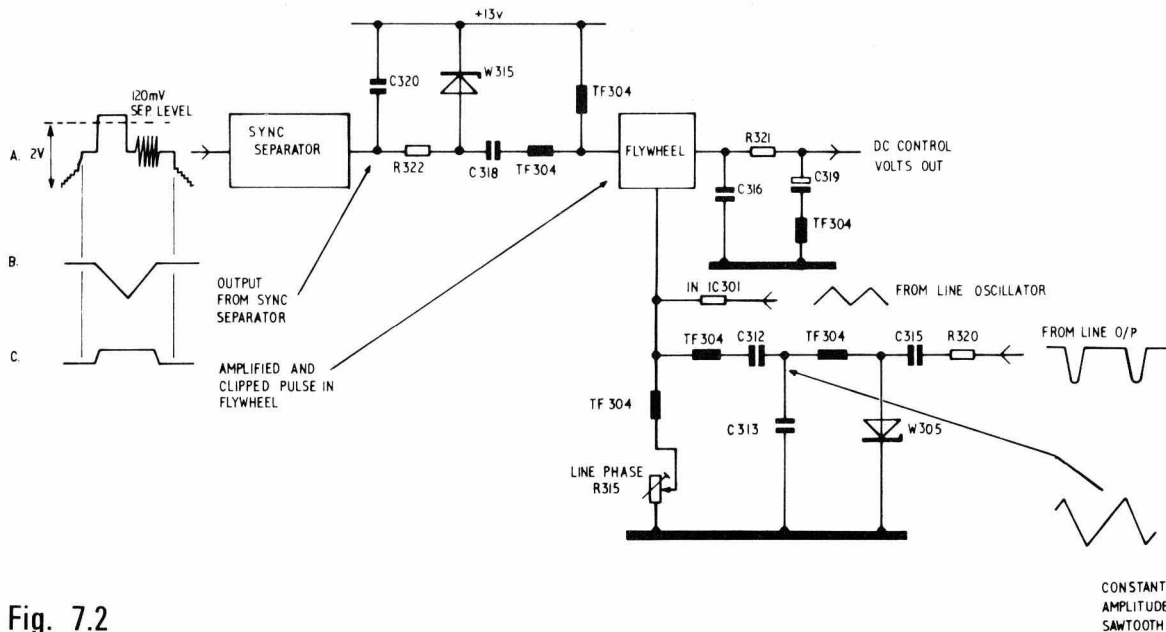 +13v
C320
W315
TF304
120mV
SEP. LEVEL
A.
2V
SYNC
SEPARATOR
R322
C318
TF304
FLYWHEEL
R321
DC CONTROL
VOLTS OUT
C316
C319
TF304
B.
OUTPUT
FROM SYNC
SEPARATOR
IN IC301
FROM LINE OSCILLATOR
C.
AMPLIFIED AND
CLIPPED PULSE IN
FLYWHEEL
TF304
C312
TF304
C315
R320
FROM LINE O/P
TF304
C313
W305
LINE PHASE
R315
CONSTANT
AMPLITUDE
SAWTOOTH
Fig. 7.2